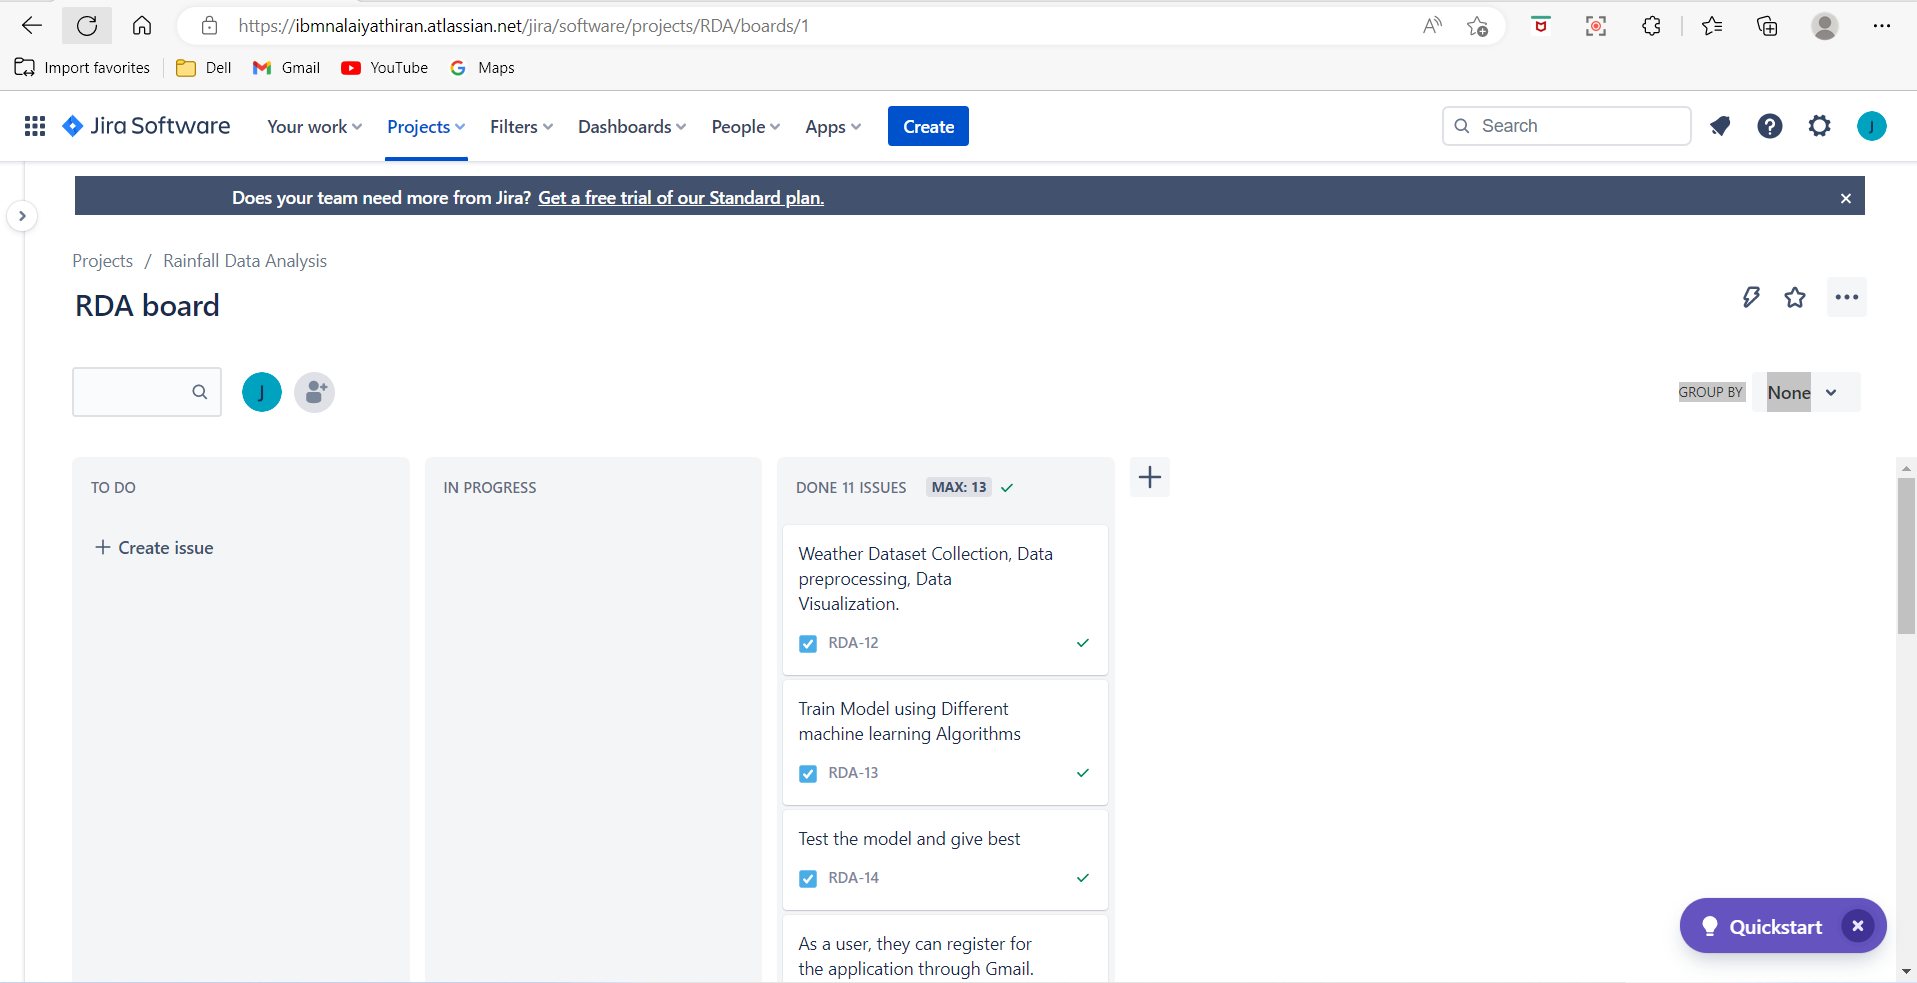 https://ibmnalaiyathiran.atlassian.net/jira/software/projects/RDA/boards/1
Import favorites Dell Gmail YouTube Maps
Jira Software Your work Projects Filters Dashboards People Apps Create Search J
Does your team need more from Jira? Get a free trial of our Standard plan.
Projects / Rainfall Data Analysis
RDA board
J GROUP BY None
TO DO
+ Create issue
IN PROGRESS
DONE 11 ISSUES MAX: 13
Weather Dataset Collection, Data
preprocessing, Data
Visualization.
RDA-12
Train Model using Different
machine learning Algorithms
RDA-13
Test the model and give best
RDA-14
As a user, they can register for
the application through Gmail.
Quickstart